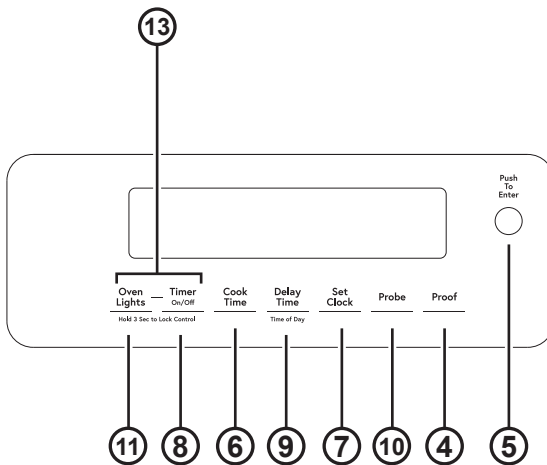 13
Push
To
Enter
Oven
Lights
Timer
On/Off
Hold 3 Sec to Lock Control
Cook
Time
Delay
Time
Time of Day
Set
Clock
Probe
Proof
11
8
6
9
7
10
4
5